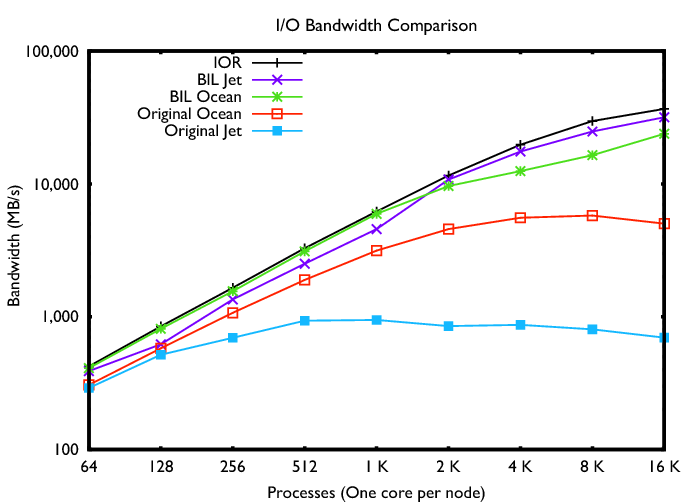 I/O Bandwidth Comparison
100,000
10,000
1,000
100
Bandwidth (MB/s)
IOR
BIL Jet
BIL Ocean
Original Ocean
Original Jet
64 128 256 512 1 K 2 K 4 K 8 K 16 K
Processes (One core per node)